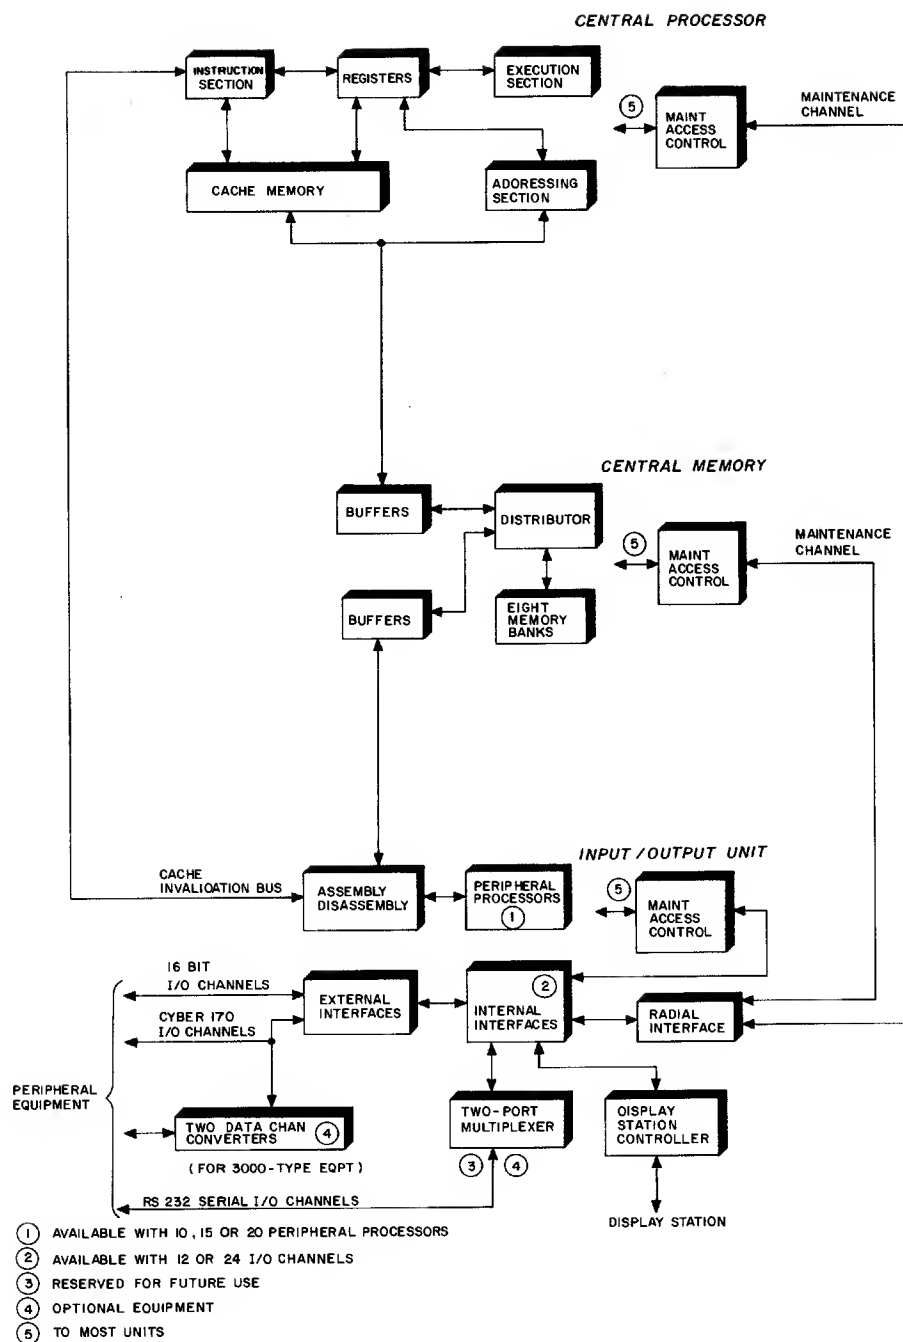 CENTRAL PROCESSOR
INSTRUCTION
SECTION
REGISTERS
EXECUTION
SECTION
5
MAINT
ACCESS
CONTROL
MAINTENANCE
CHANNEL
CACHE MEMORY
ADORESSING
SECTION
CENTRAL MEMORY
BUFFERS
DISTRIBUTOR
5
MAINT
ACCESS
CONTROL
MAINTENANCE
CHANNEL
BUFFERS
EIGHT
MEMORY
BANKS
INPUT/OUTPUT UNIT
CACHE
INVALIOATION BUS
ASSEMBLY
DISASSEMBLY
PERIPHERAL
PROCESSORS
1
5
MAINT
ACCESS
CONTROL
16 BIT
I/O CHANNELS
EXTERNAL
INTERFACES
2
INTERNAL
INTERFACES
RADIAL
INTERFACE
CYBER 170
I/O CHANNELS
PERIPHERAL
EQUIPMENT
TWO DATA CHAN
CONVERTERS
4
(FOR 3000-TYPE EQPT)
TWO-PORT
MULTIPLEXER
3 4
OISPLAY
STATION
CONTROLLER
RS 232 SERIAL I/O CHANNELS
DISPLAY STATION
1 AVAILABLE WITH 10, 15 OR 20 PERIPHERAL PROCESSORS
2 AVAILABLE WITH 12 OR 24 I/O CHANNELS
3 RESERVED FOR FUTURE USE
4 OPTIONAL EQUIPMENT
5 TO MOST UNITS